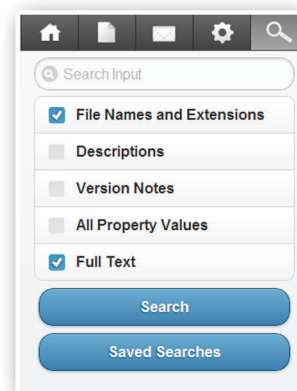 Search Input
File Names and Extensions
Descriptions
Version Notes
All Property Values
Full Text
Search
Saved Searches